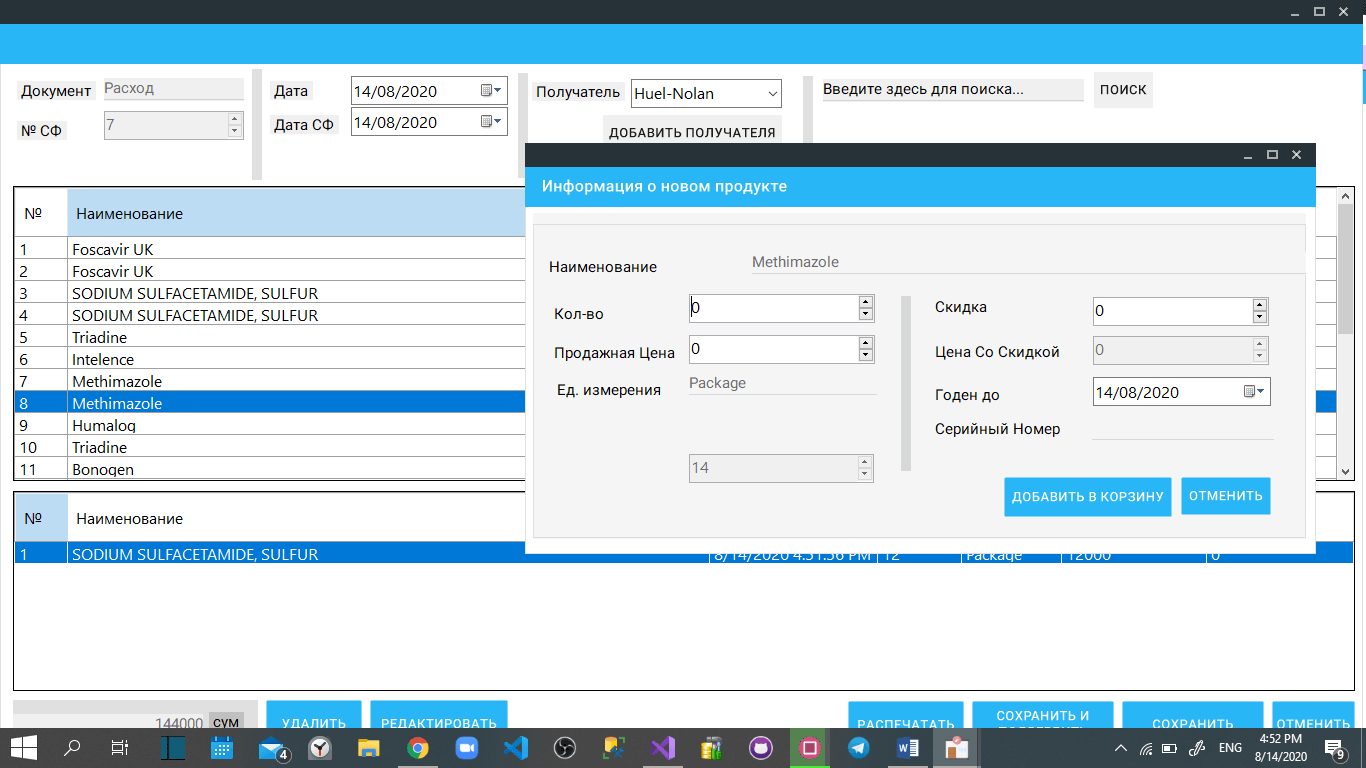 Документ
Расход
Дата
14/08/2020
Получатель
Huel-Nolan
Введите здесь для поиска...
ПОИСК
№ СФ
7
Дата СФ
14/08/2020
ДОБАВИТЬ ПОЛУЧАТЕЛЯ
№
Наименование
1
Foscavir UK
2
Foscavir UK
3
SODIUM SULFACETAMIDE, SULFUR
4
SODIUM SULFACETAMIDE, SULFUR
5
Triadine
6
Intelence
7
Methimazole
8
Methimazole
9
Humalog
10
Triadine
11
Bonogen
Информация о новом продукте
Наименование
Methimazole
Кол-во
0
Продажная Цена
0
Ед. измерения
Package
14
Скидка
0
Цена Со Скидкой
0
Годен до
14/08/2020
Серийный Номер
ДОБАВИТЬ В КОРЗИНУ
ОТМЕНИТЬ
№
Наименование
1
SODIUM SULFACETAMIDE, SULFUR
8/14/2020 4:51:56 PM
12
Package
12000
0
144000
сум
УДАЛИТЬ
РЕДАКТИРОВАТЬ
РАСПЕЧАТАТЬ
СОХРАНИТЬ И
СОХРАНИТЬ
ОТМЕНИТЬ
4
ENG
4:52 PM
8/14/2020
9